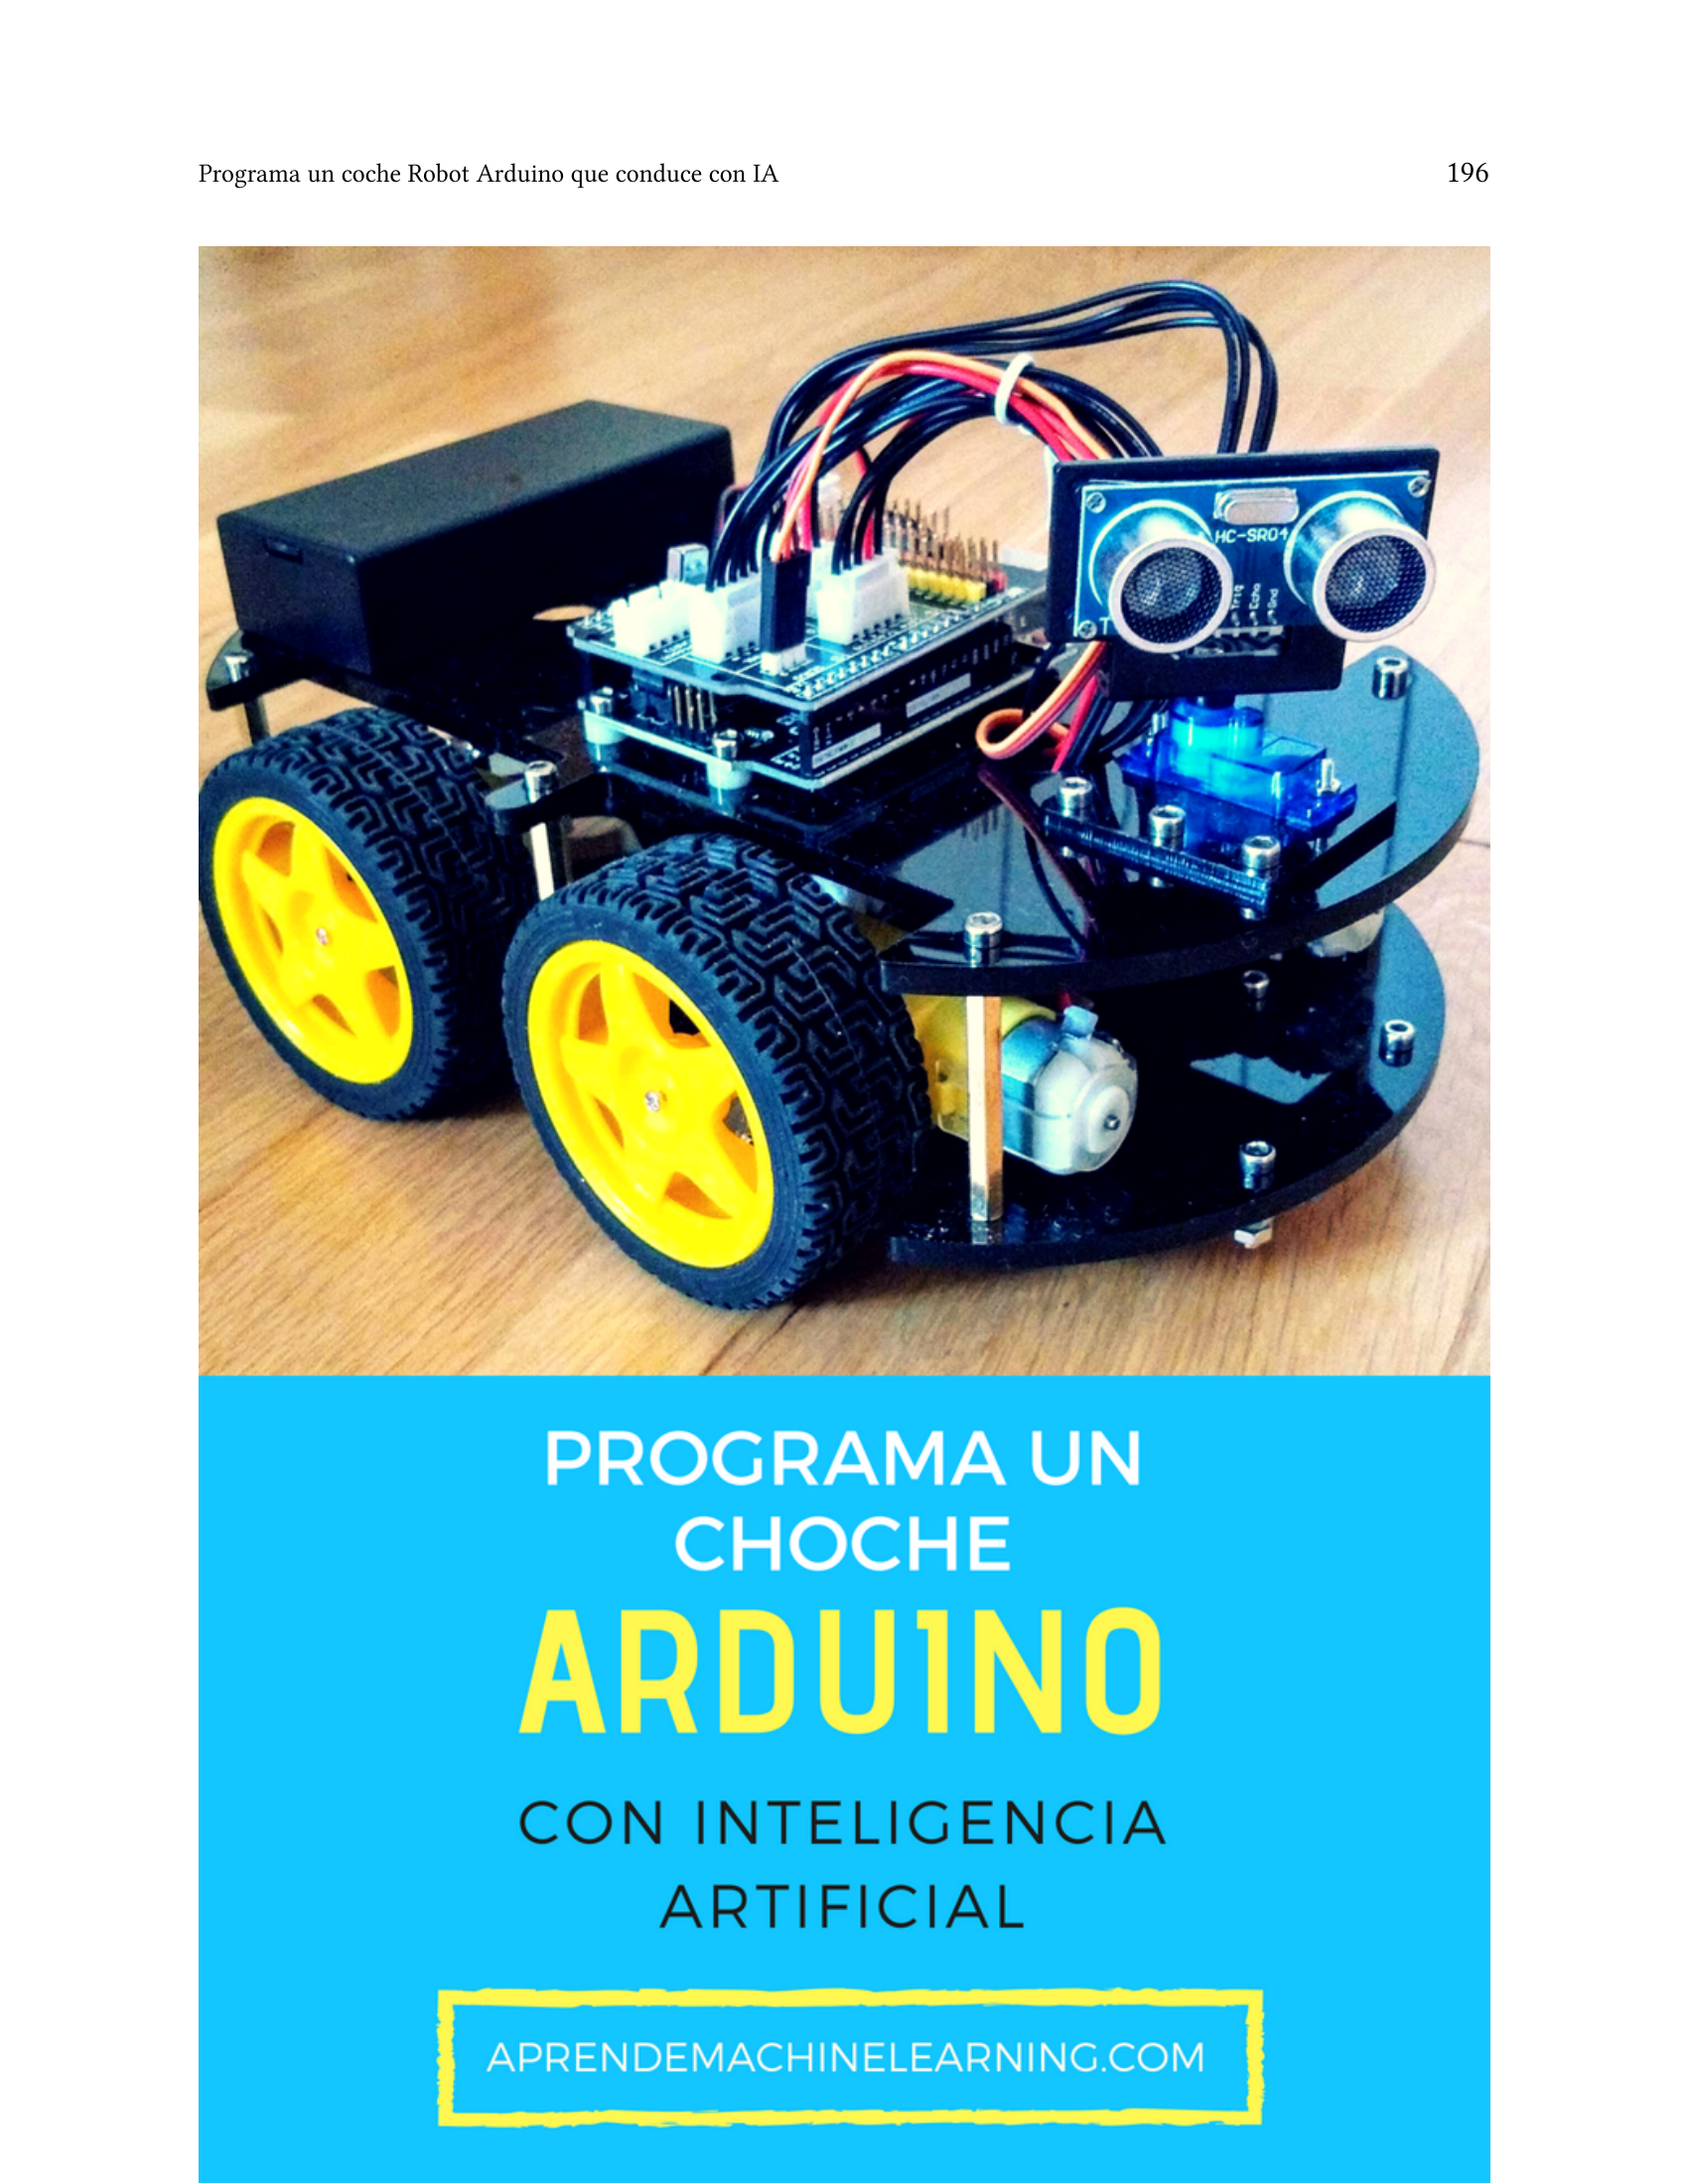 Programa un coche Robot Arduino que conduce con IA 196
HC-SR04
T
Trig
Echo
Gnd
PROGRAMA UN
CHOCHE
ARDUINO
CON INTELIGENCIA
ARTIFICIAL
APRENDEMACHINELEARNING.COM